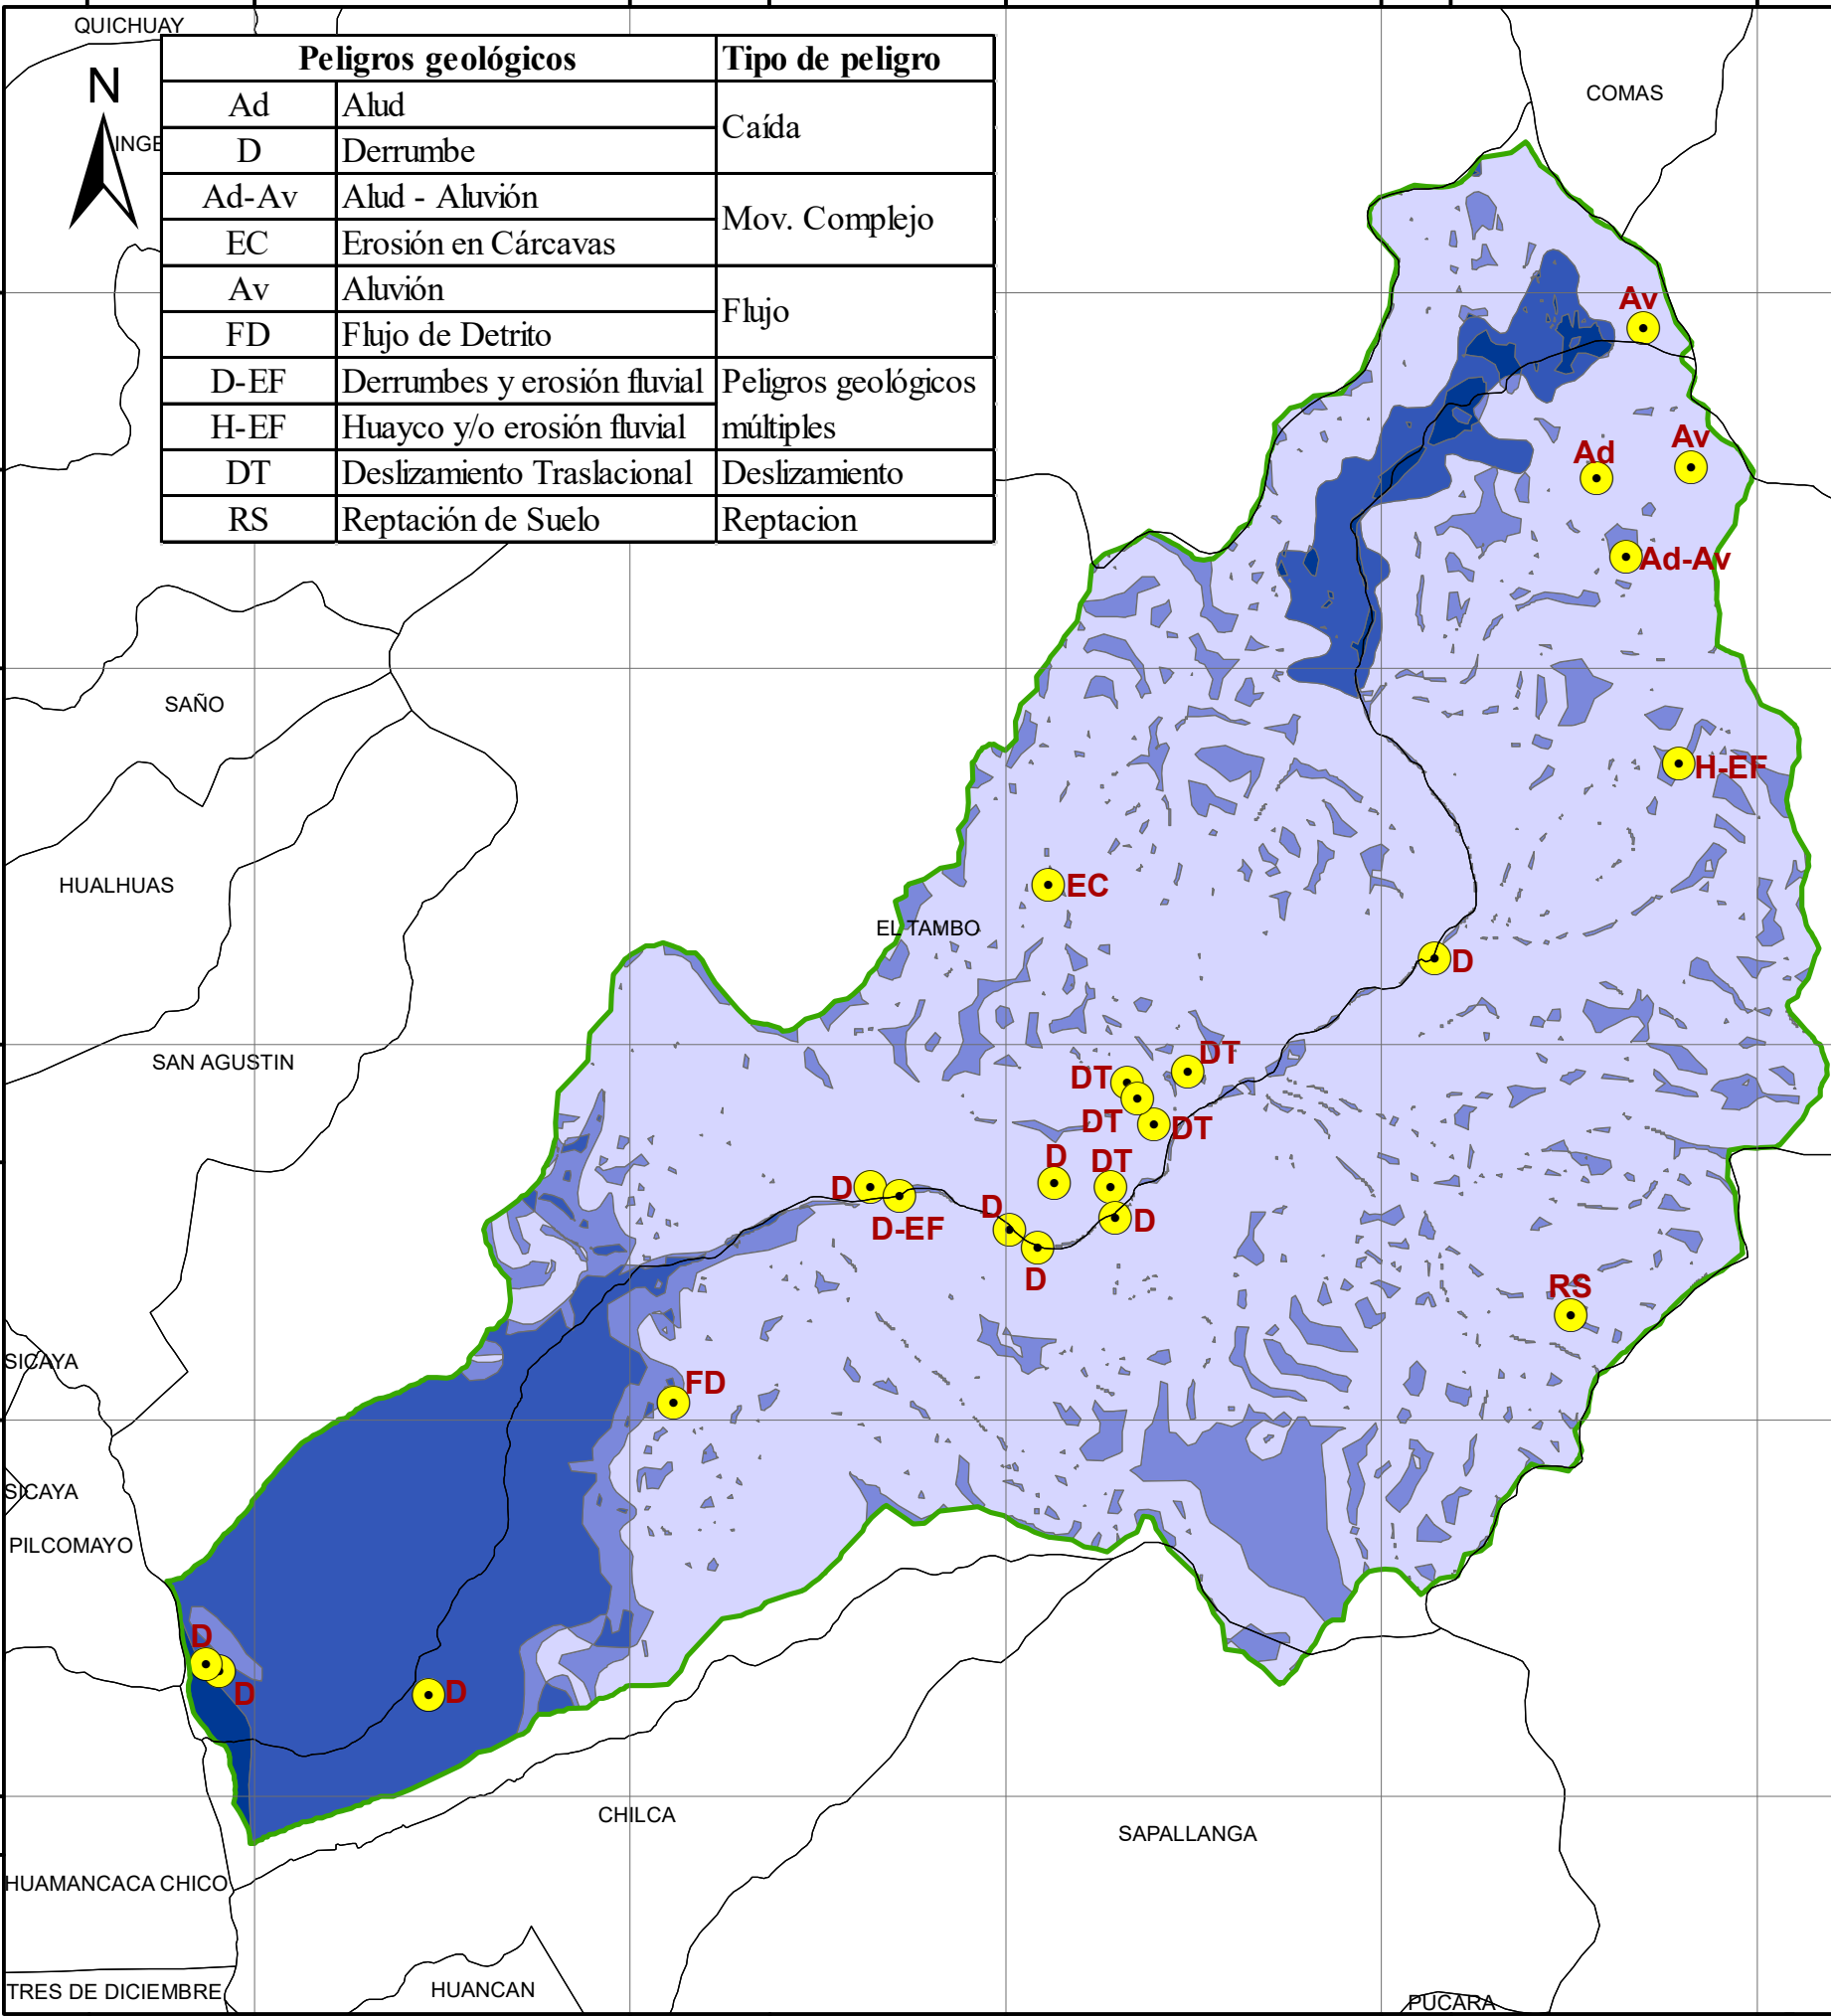 QUICHUAY
N
INGE
Peligros geológicos Tipo de peligro
Ad Alud Caída
D Derrumbe
Ad-Av Alud - Aluvión Mov. Complejo
EC Erosión en Cárcavas
Av Aluvión Flujo
FD Flujo de Detrito
D-EF Derrumbes y erosión fluvial Peligros geológicos
H-EF Huayco y/o erosión fluvial múltiples
DT Deslizamiento Traslacional Deslizamiento
RS Reptación de Suelo Reptacion
COMAS
Av
Av
Ad
Ad-Av
SAÑO
H-EF
HUALHUAS
EC
EL TAMBO
D
SAN AGUSTIN
DT
DT
DT
DT
D
DT
D
D-EF
D
D
D
RS
SICAYA
FD
SICAYA
PILCOMAYO
D
D
D
CHILCA
SAPALLANGA
HUAMANCACA CHICO
TRES DE DICIEMBRE
HUANCAN
PUCARA